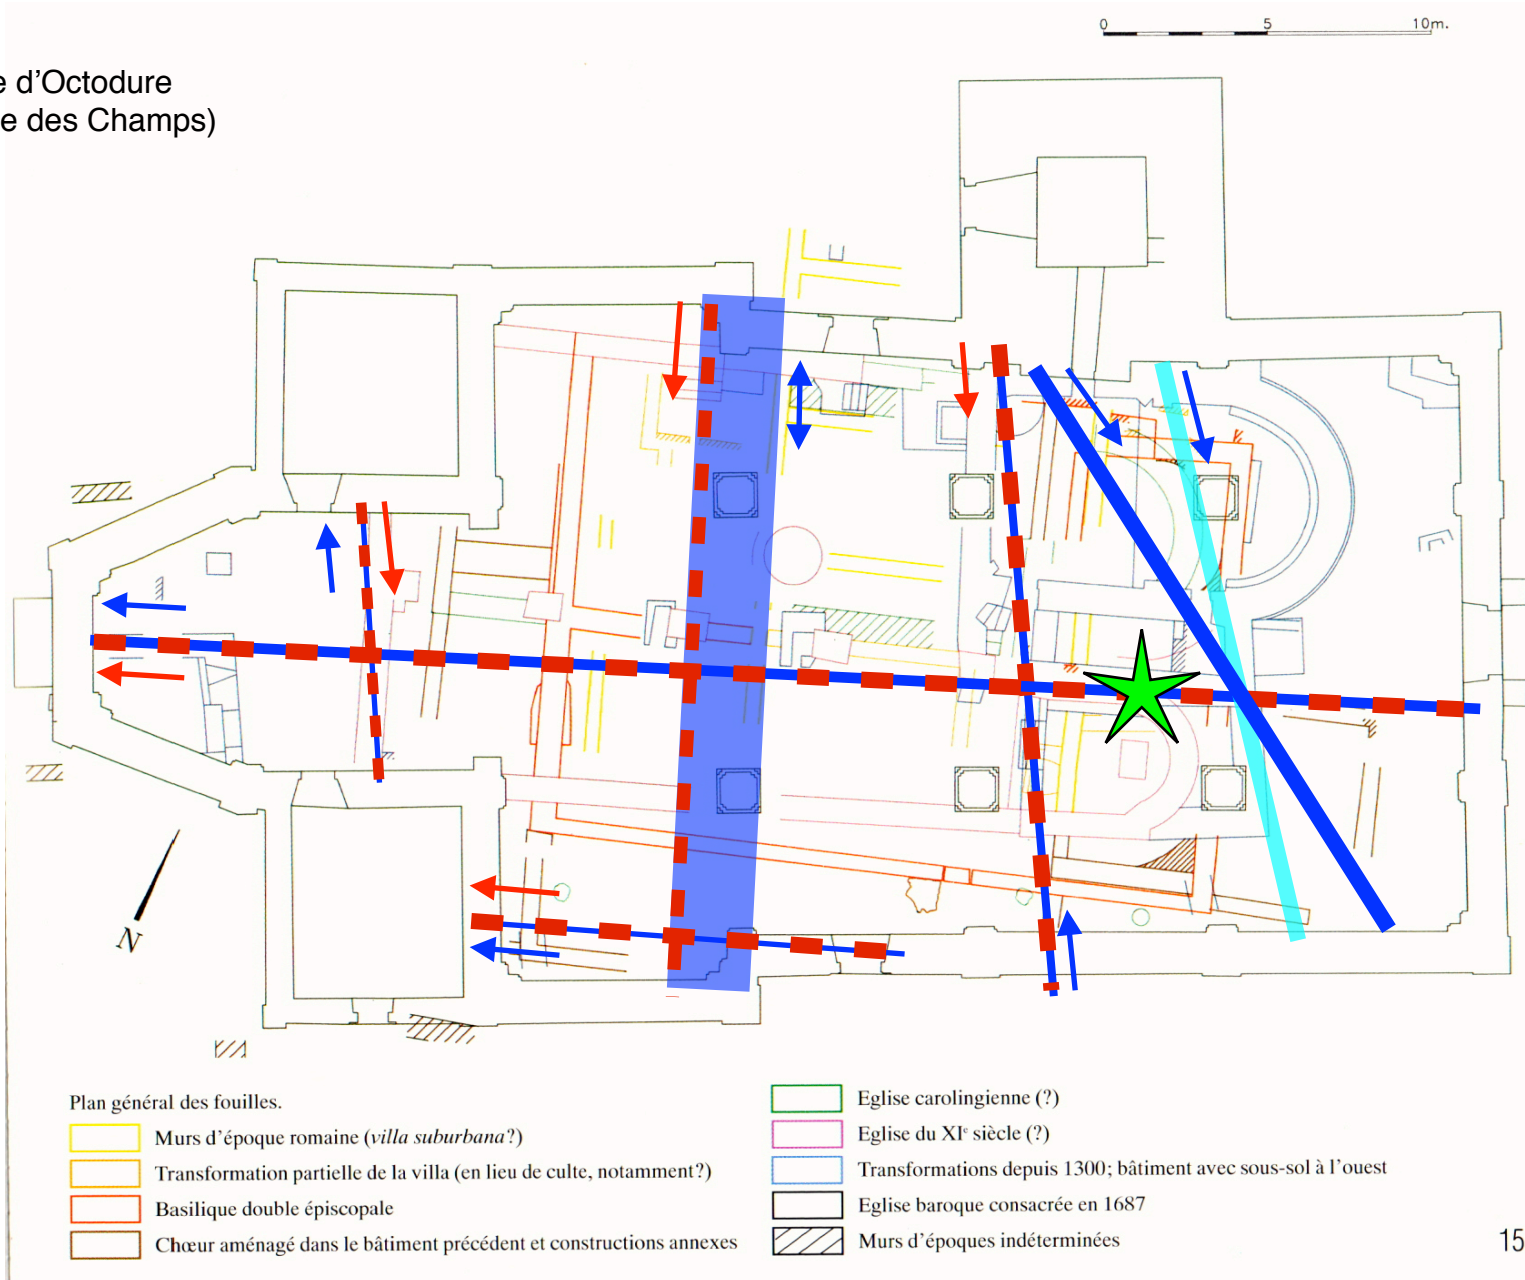 0 5 10m.
e d’Octodure
e des Champs)
N
Plan général des fouilles.
Murs d'époque romaine (villa suburbana?)
Transformation partielle de la villa (en lieu de culte, notamment?)
Basilique double épiscopale
Chœur aménagé dans le bâtiment précédent et constructions annexes
Eglise carolingienne (?)
Eglise du XIe siècle (?)
Transformations depuis 1300; bâtiment avec sous-sol à l'ouest
Eglise baroque consacrée en 1687
Murs d'époques indéterminées
15